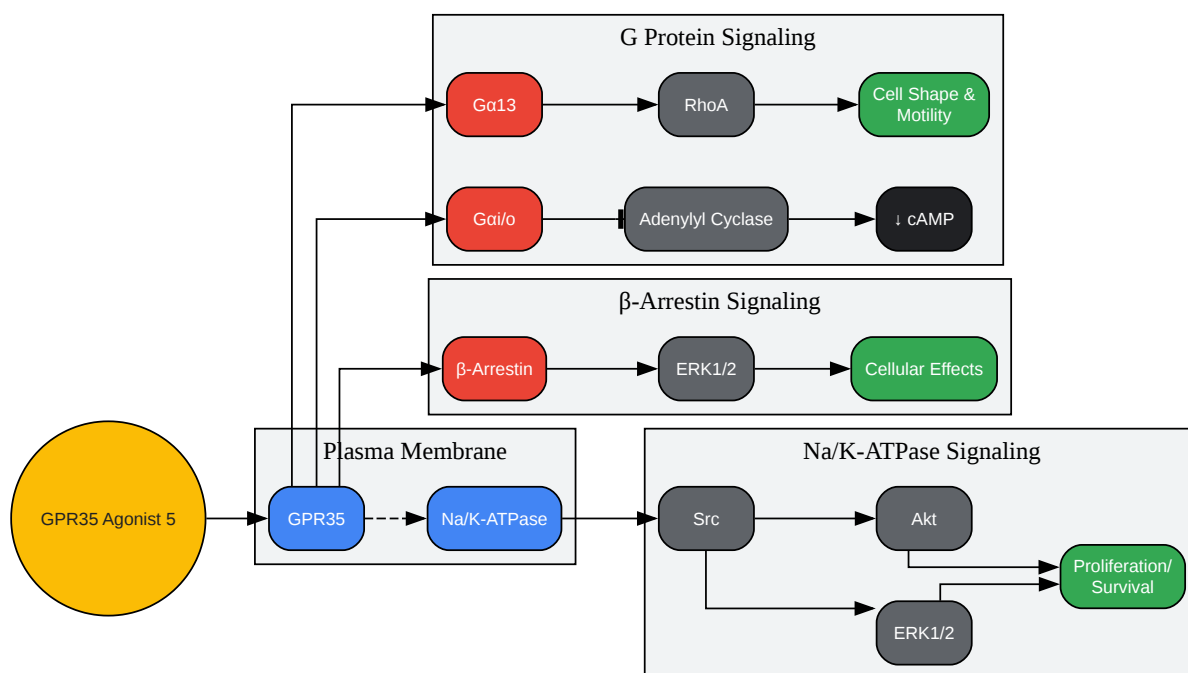 G Protein Signaling
Gα13
RhoA
Cell Shape &
Motility
Gαi/o
Adenylyl Cyclase
↓ cAMP
β-Arrestin Signaling
β-Arrestin
ERK1/2
Cellular Effects
Plasma Membrane
Na/K-ATPase Signaling
GPR35 Agonist 5
GPR35
Na/K-ATPase
Src
Akt
Proliferation/
Survival
ERK1/2